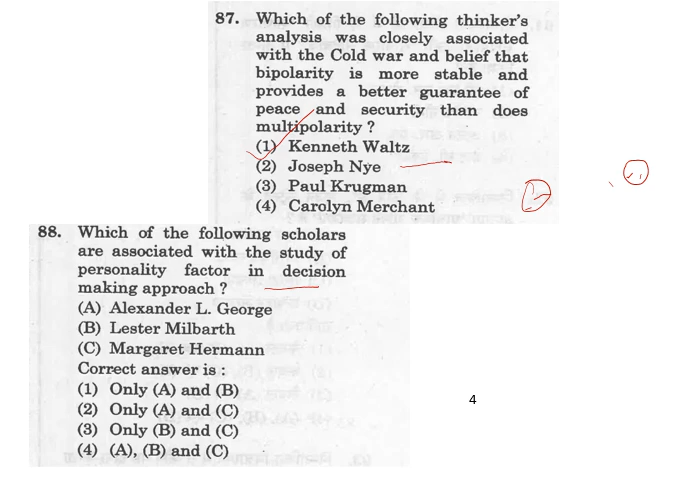 87. Which of the following thinker's
analysis was closely associated
with the Cold war and belief that
bipolarity is more stable and
provides a better guarantee of
peace and security than does
multipolarity ?
(1) Kenneth Waltz
(2) Joseph Nye
(3) Paul Krugman
(4) Carolyn Merchant
88. Which of the following scholars
are associated with the study of
personality factor in decision
making approach ?
(A) Alexander L. George
(B) Lester Milbarth
(C) Margaret Hermann
Correct answer is :
(1) Only (A) and (B)
(2) Only (A) and (C)
(3) Only (B) and (C)
(4) (A), (B) and (C)
4